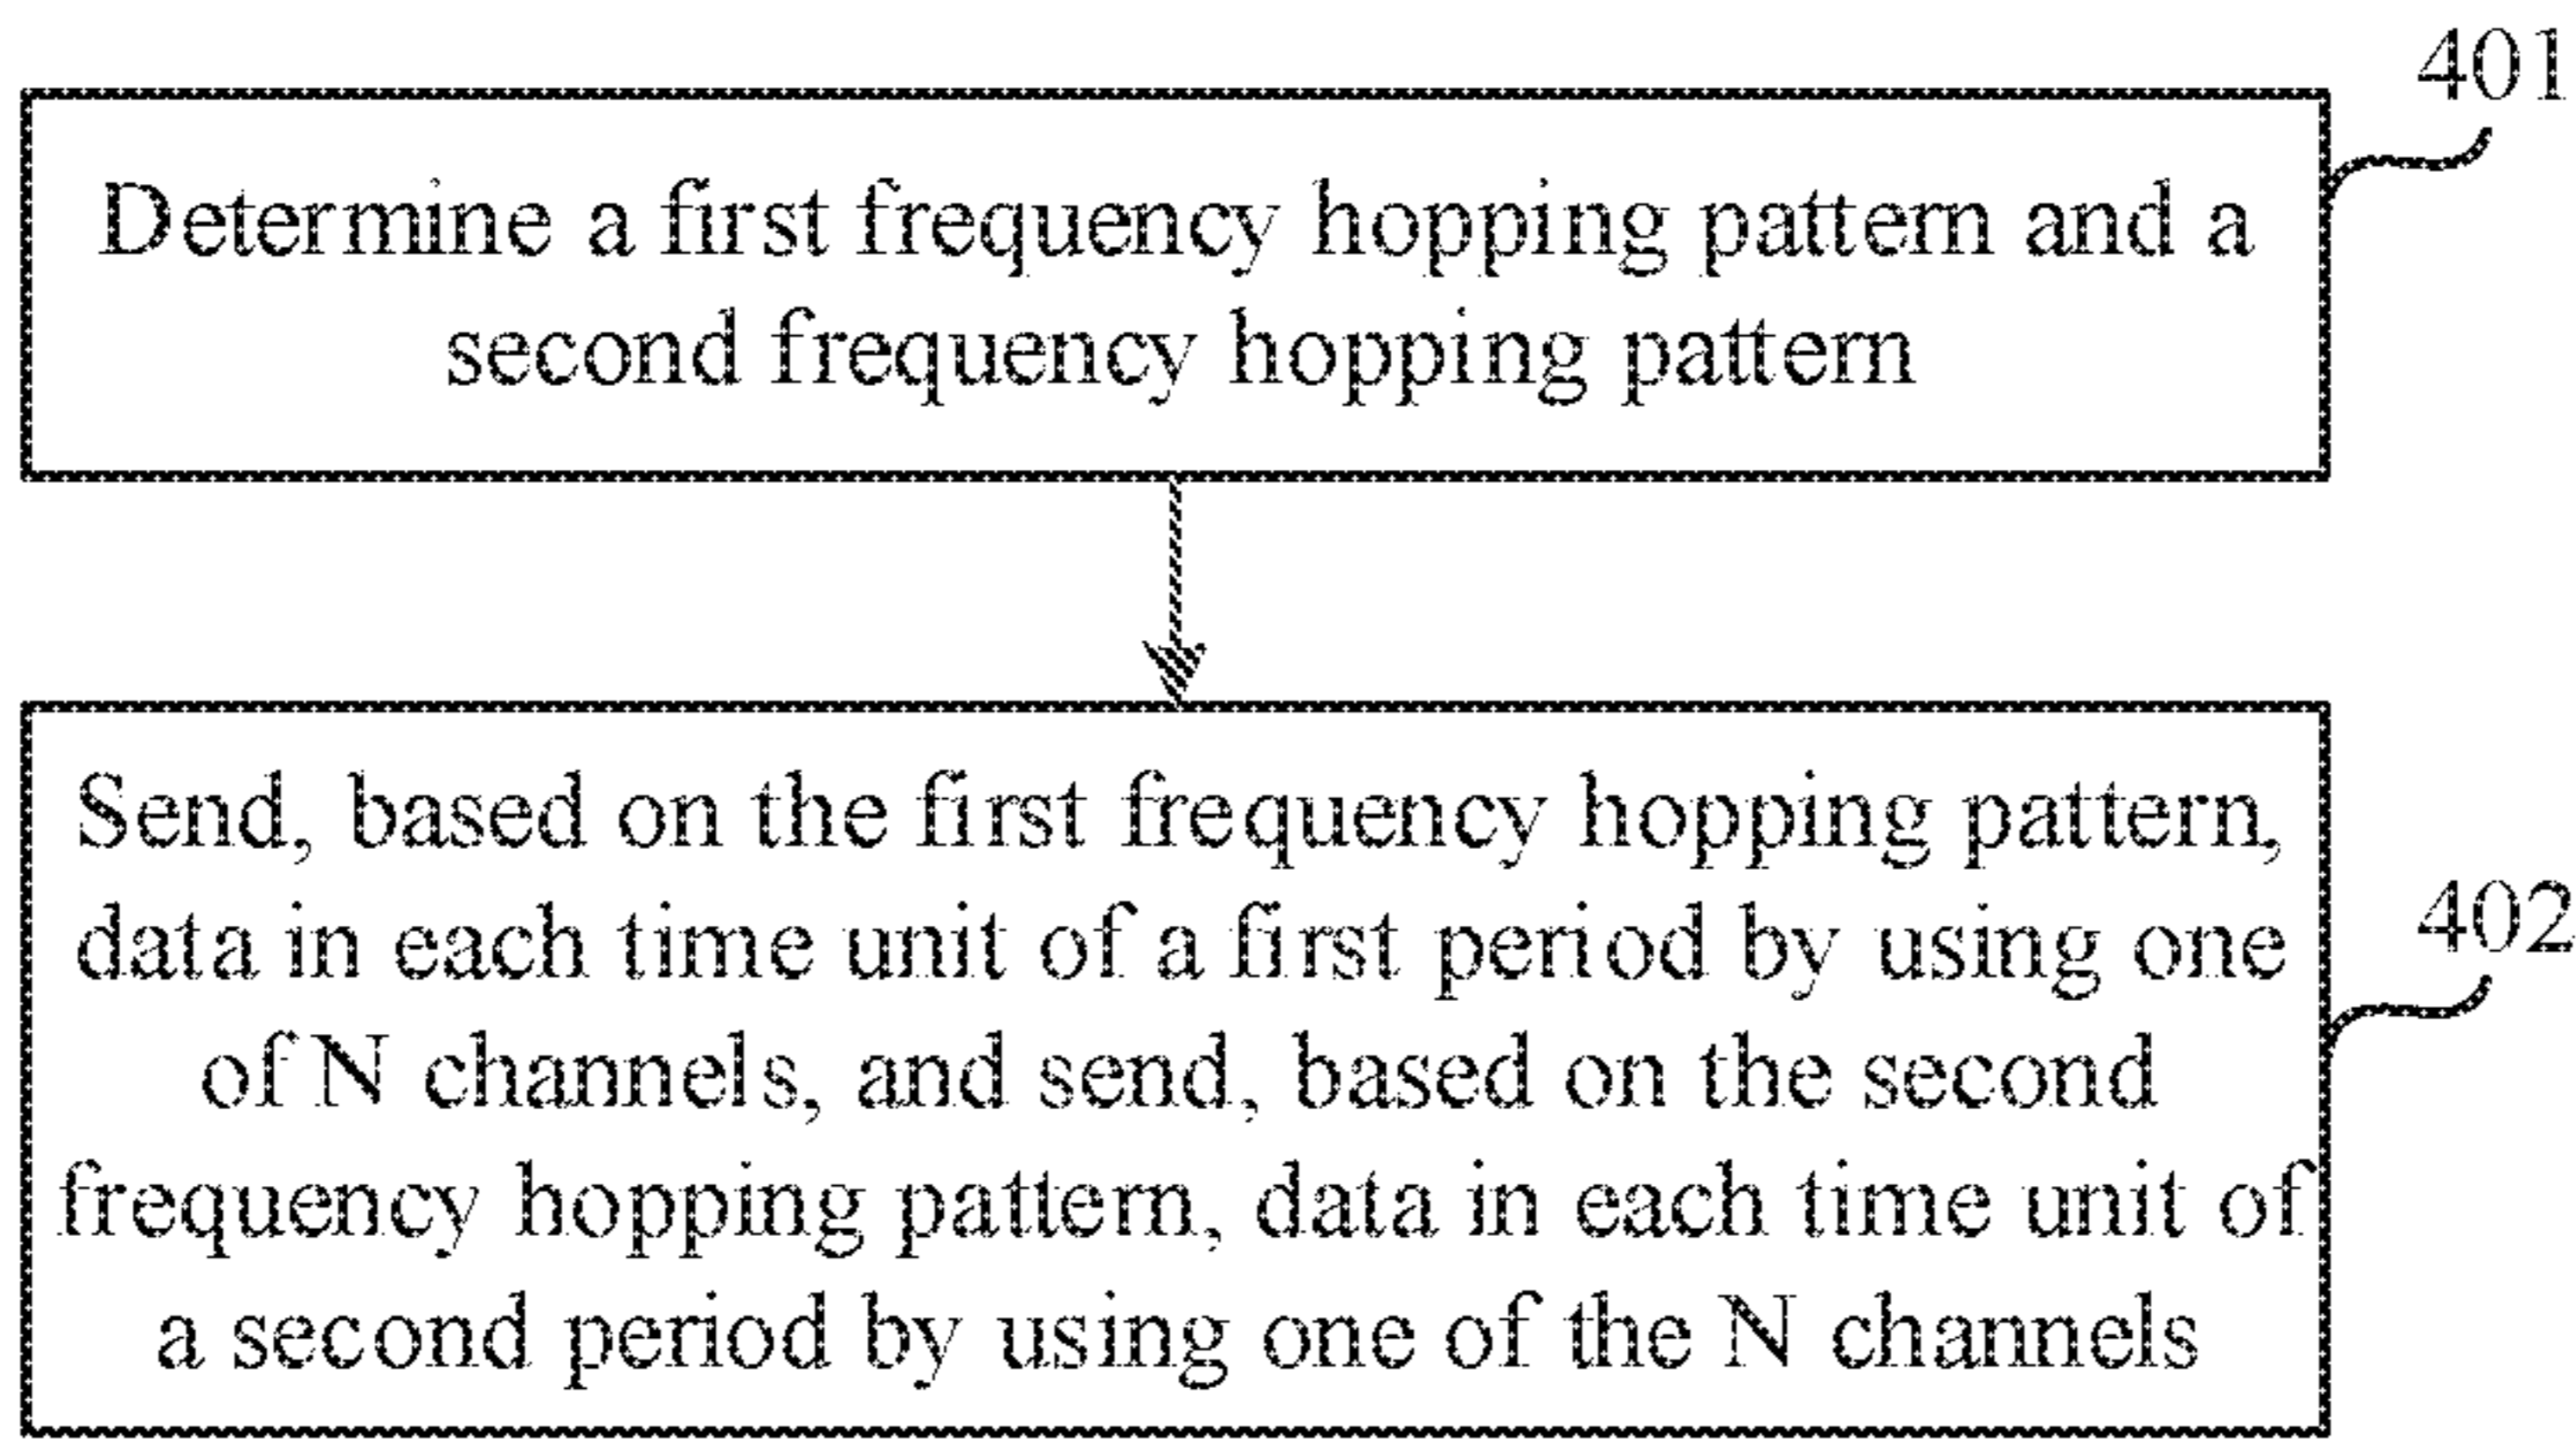 401
Determine a first frequency hopping pattern and a
second frequency hopping pattern
Send, based on the first frequency hopping pattern,
data in each time unit of a first period by using one
of N channels, and send, based on the second
frequency hopping pattern, data in each time unit of
a second period by using one of the N channels
402